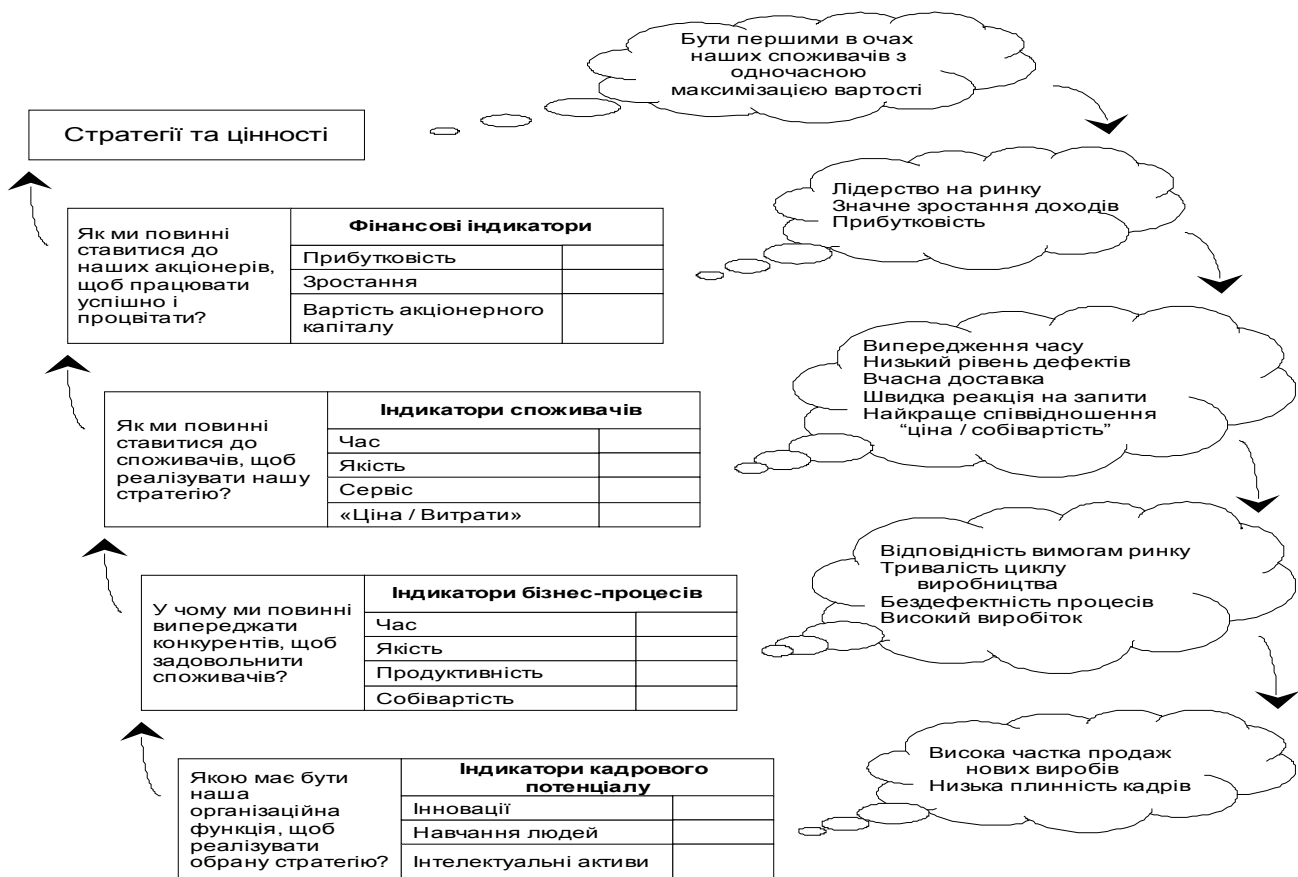 Бути першими в очах
наших споживачів з
одночасною
максимізацією вартості
Стратегії та цінності
Лідерство на ринку
Значне зростання доходів
Прибутковість
Як ми повинні
ставитися до
наших акціонерів,
щоб працювати
успішно і
процвітати?
Фінансові індикатори
Прибутковість
Зростання
Вартість акціонерного
капіталу
Випередження часу
Низький рівень дефектів
Вчасна доставка
Швидка реакція на запити
Найкраще співвідношення
“ціна / собівартість”
Як ми повинні
ставитися до
споживачів, щоб
реалізувати нашу
стратегію?
Індикатори споживачів
Час
Якість
Сервіс
«Ціна / Витрати»
Відповідність вимогам ринку
Тривалість циклу
виробництва
Бездефектність процесів
Високий виробіток
У чому ми повинні
випереджати
конкурентів, щоб
задовольнити
споживачів?
Індикатори бізнес-процесів
Час
Якість
Продуктивність
Собівартість
Висока частка продаж
нових виробів
Низька плинність кадрів
Якою має бути
наша
організаційна
функція, щоб
реалізувати
обрану стратегію?
Індикатори кадрового
потенціалу
Інновації
Навчання людей
Інтелектуальні активи